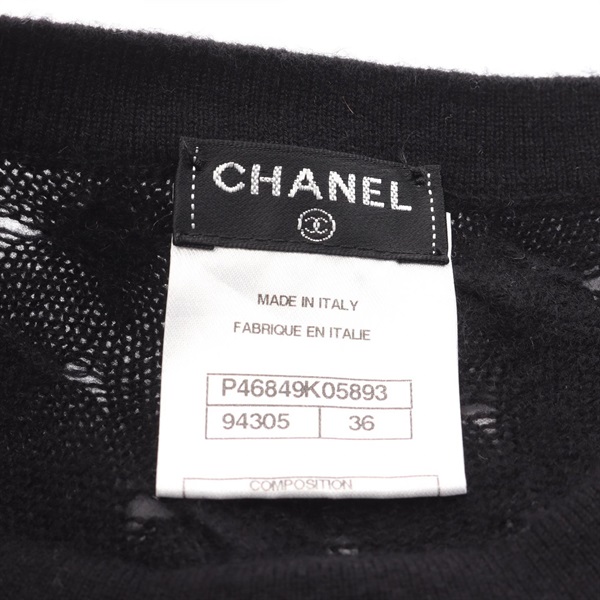 CHANEL
MADE IN ITALY
FABRIQUE EN ITALIE
P46849K05893
94305 36
COMPOSITION